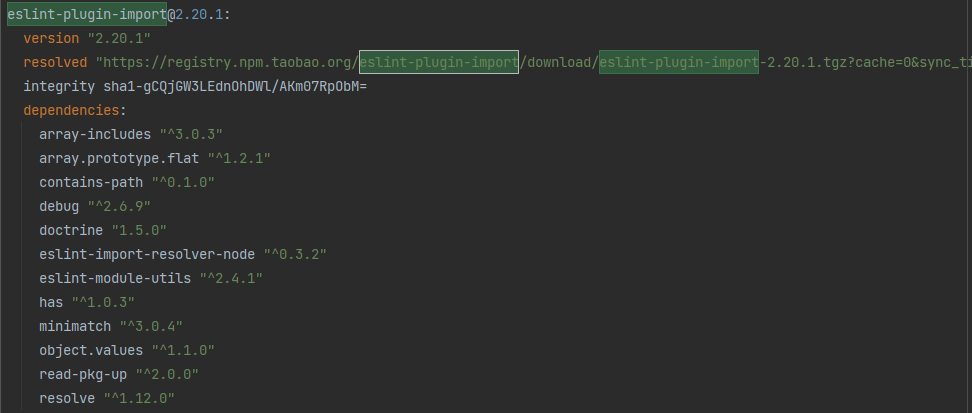 eslint-plugin-import@2.20.1:
version "2.20.1"
resolved "https://registry.npm.taobao.org/eslint-plugin-import/download/eslint-plugin-import-2.20.1.tgz?cache=0&sync_ti
integrity sha1-gCQjGW3LEdnOhDWl/AKm07RpObM=
dependencies:
array-includes "^3.0.3"
array.prototype.flat "^1.2.1"
contains-path "^0.1.0"
debug "^2.6.9"
doctrine "1.5.0"
eslint-import-resolver-node "^0.3.2"
eslint-module-utils "^2.4.1"
has "^1.0.3"
minimatch "^3.0.4"
object.values "^1.1.0"
read-pkg-up "^2.0.0"
resolve "^1.12.0"